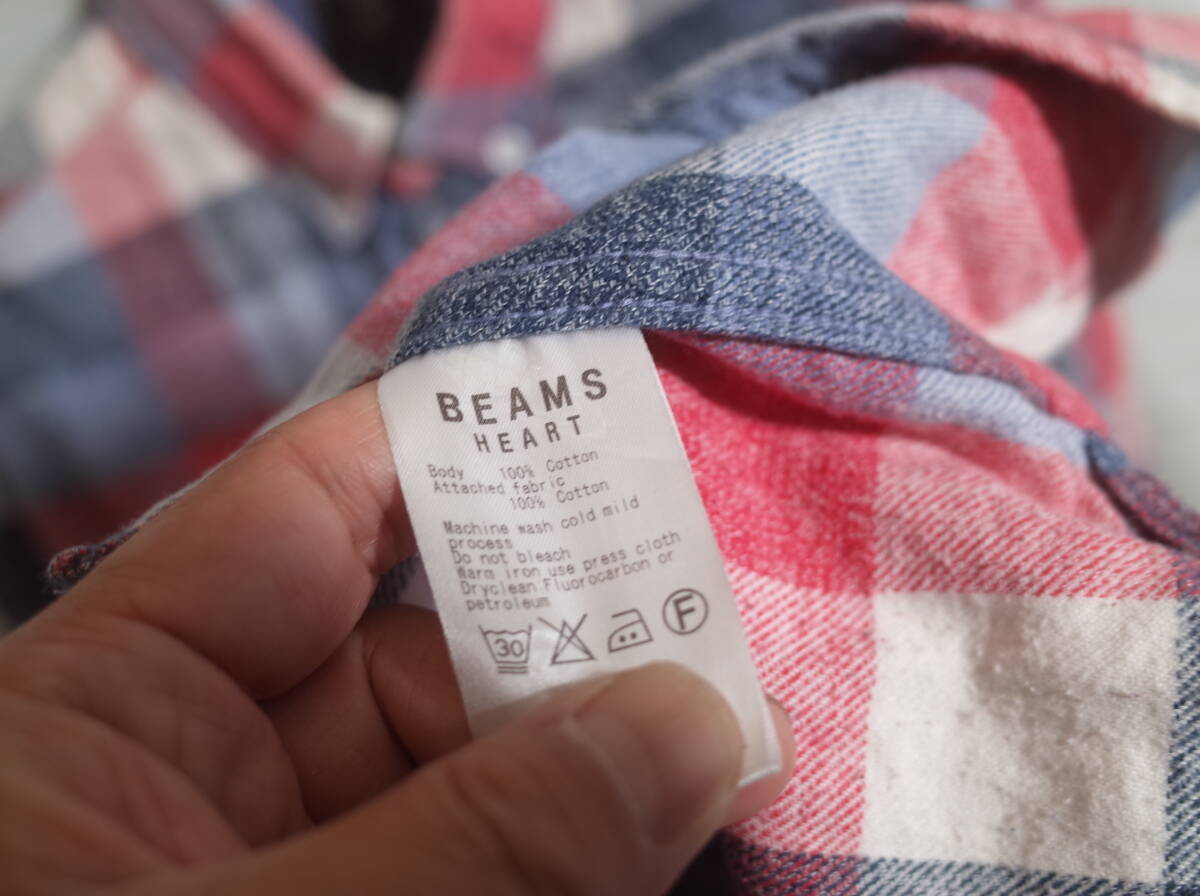 BEAMS
HEART
Body 100% Cotton
Attached fabric
100% Cotton
Machine wash cold mild
process
Do not bleach
Warm iron use press cloth
Dryclean Fluorocarbon or
petroleum
30 F